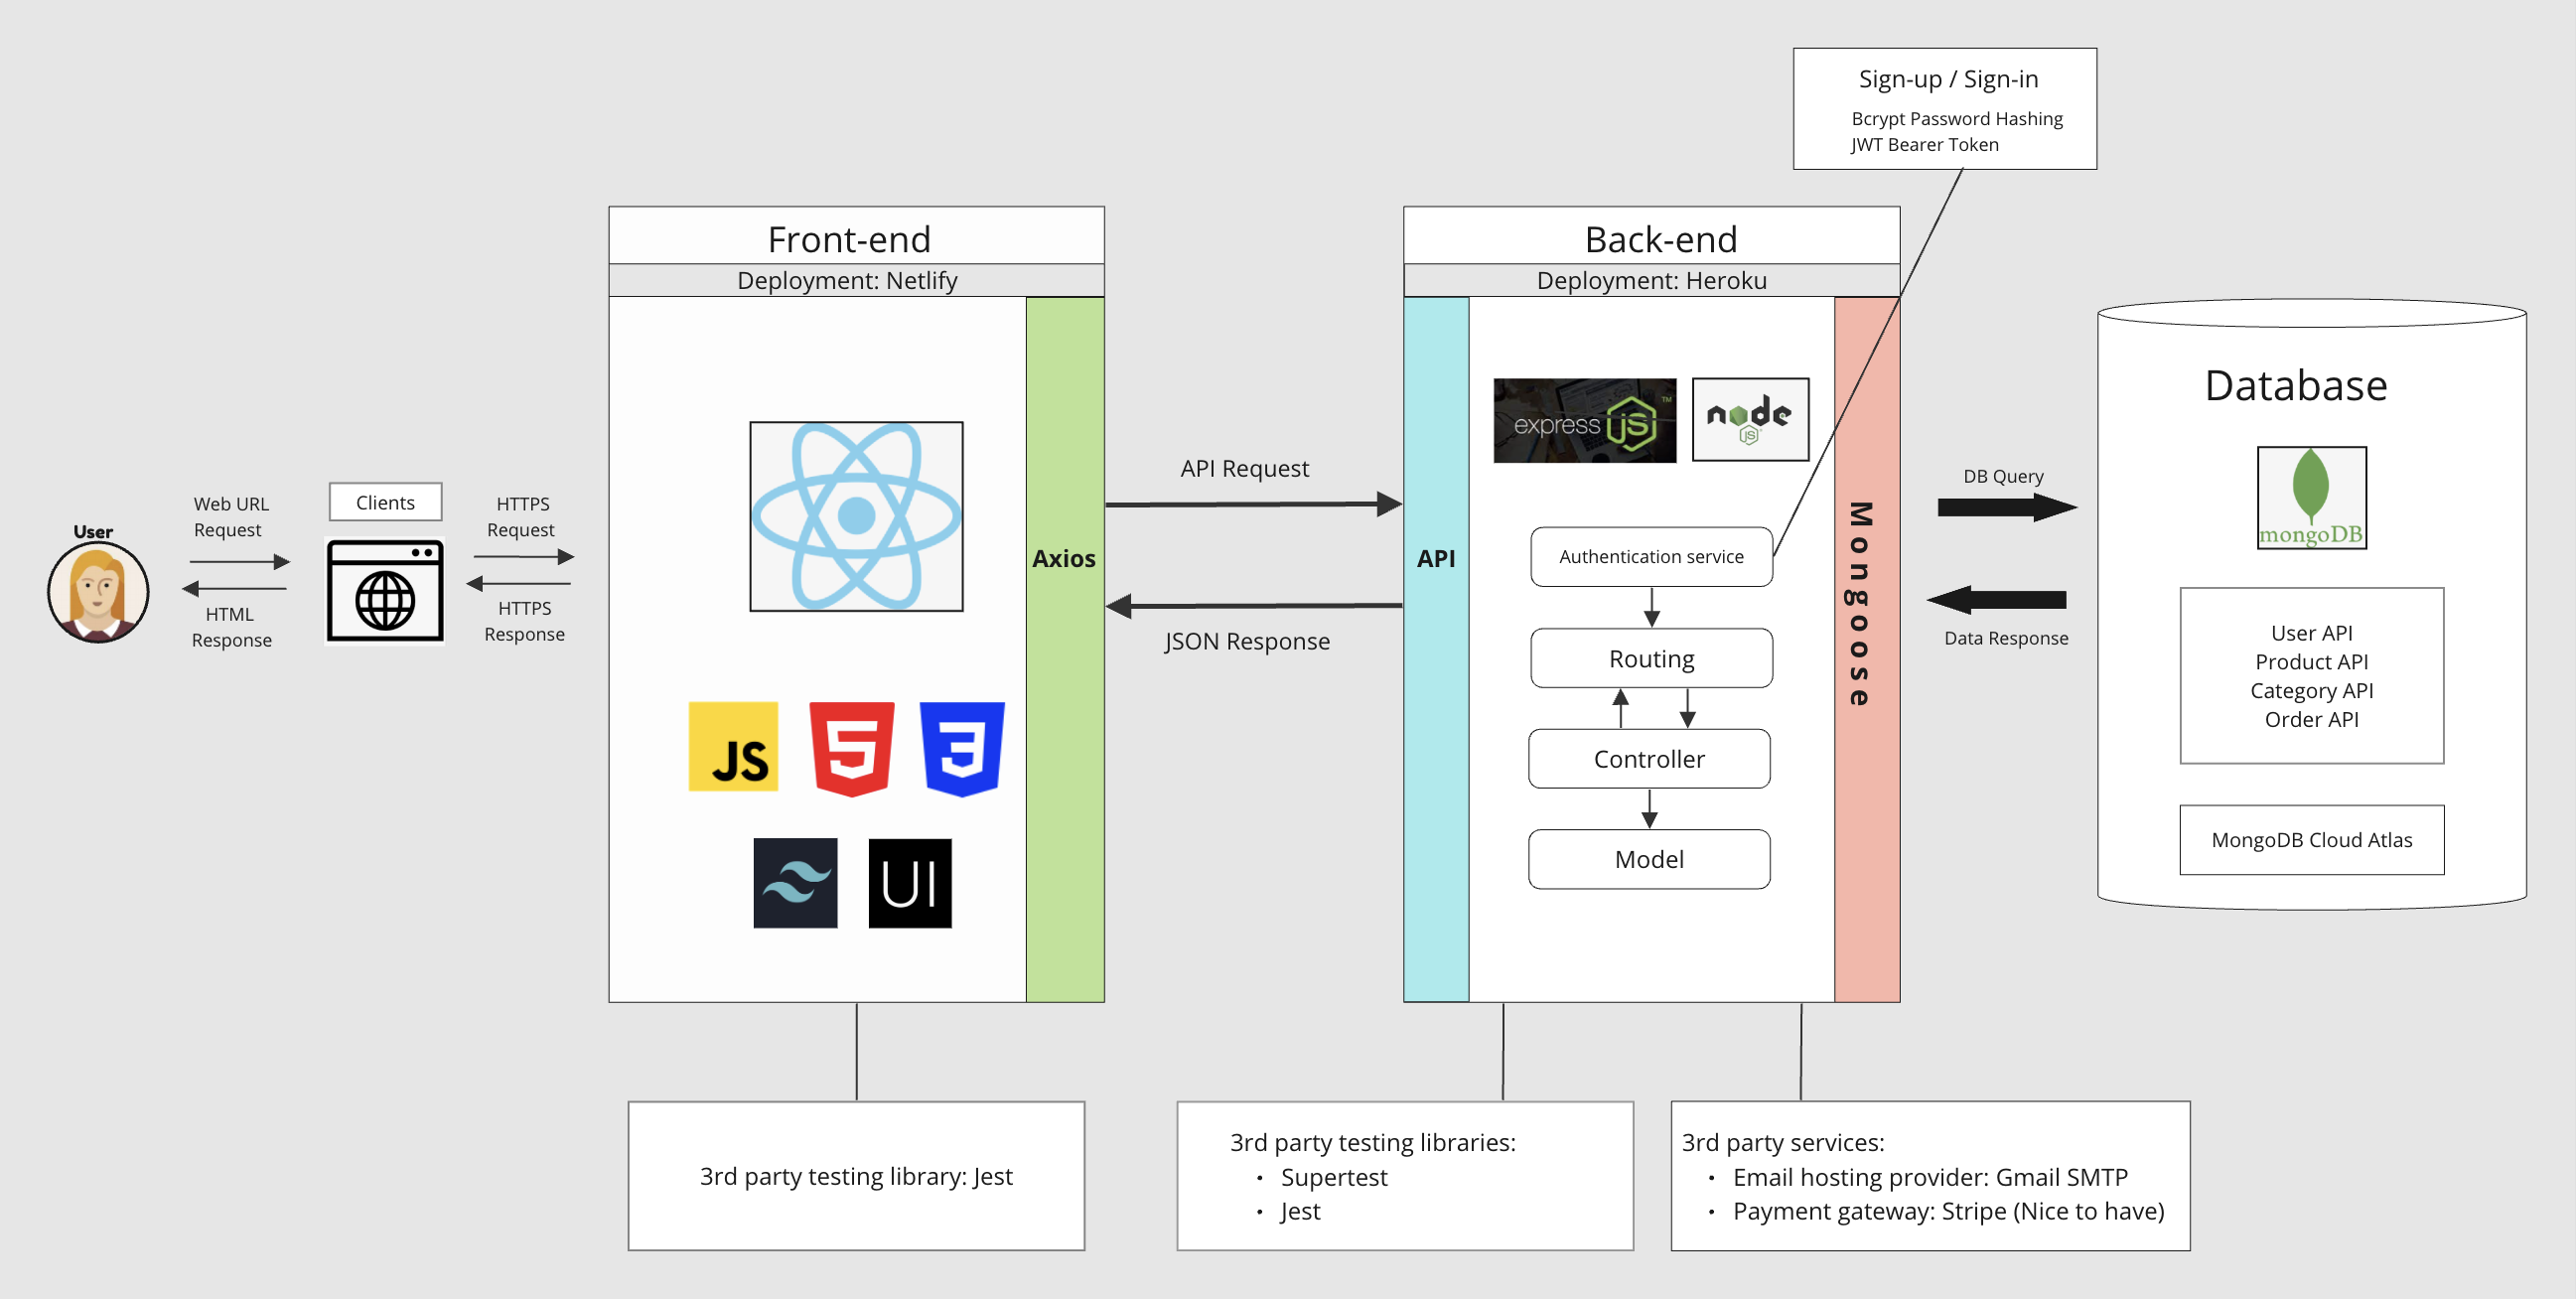 Sign-up / Sign-in
Bcrypt Password Hashing
JWT Bearer Token
Front-end
Deployment: Netlify
Back-end
Deployment: Heroku
User
Web URL
Request
HTML
Response
Clients
HTTPS
Request
HTTPS
Response
JS
5
3
UI
Axios
API Request
JSON Response
API
express JS ™
node
JS
Authentication service
Routing
Controller
Model
Mongoose
DB Query
Data Response
Database
mongoDB
User API
Product API
Category API
Order API
MongoDB Cloud Atlas
3rd party testing library: Jest
3rd party testing libraries:
• Supertest
• Jest
3rd party services:
• Email hosting provider: Gmail SMTP
• Payment gateway: Stripe (Nice to have)